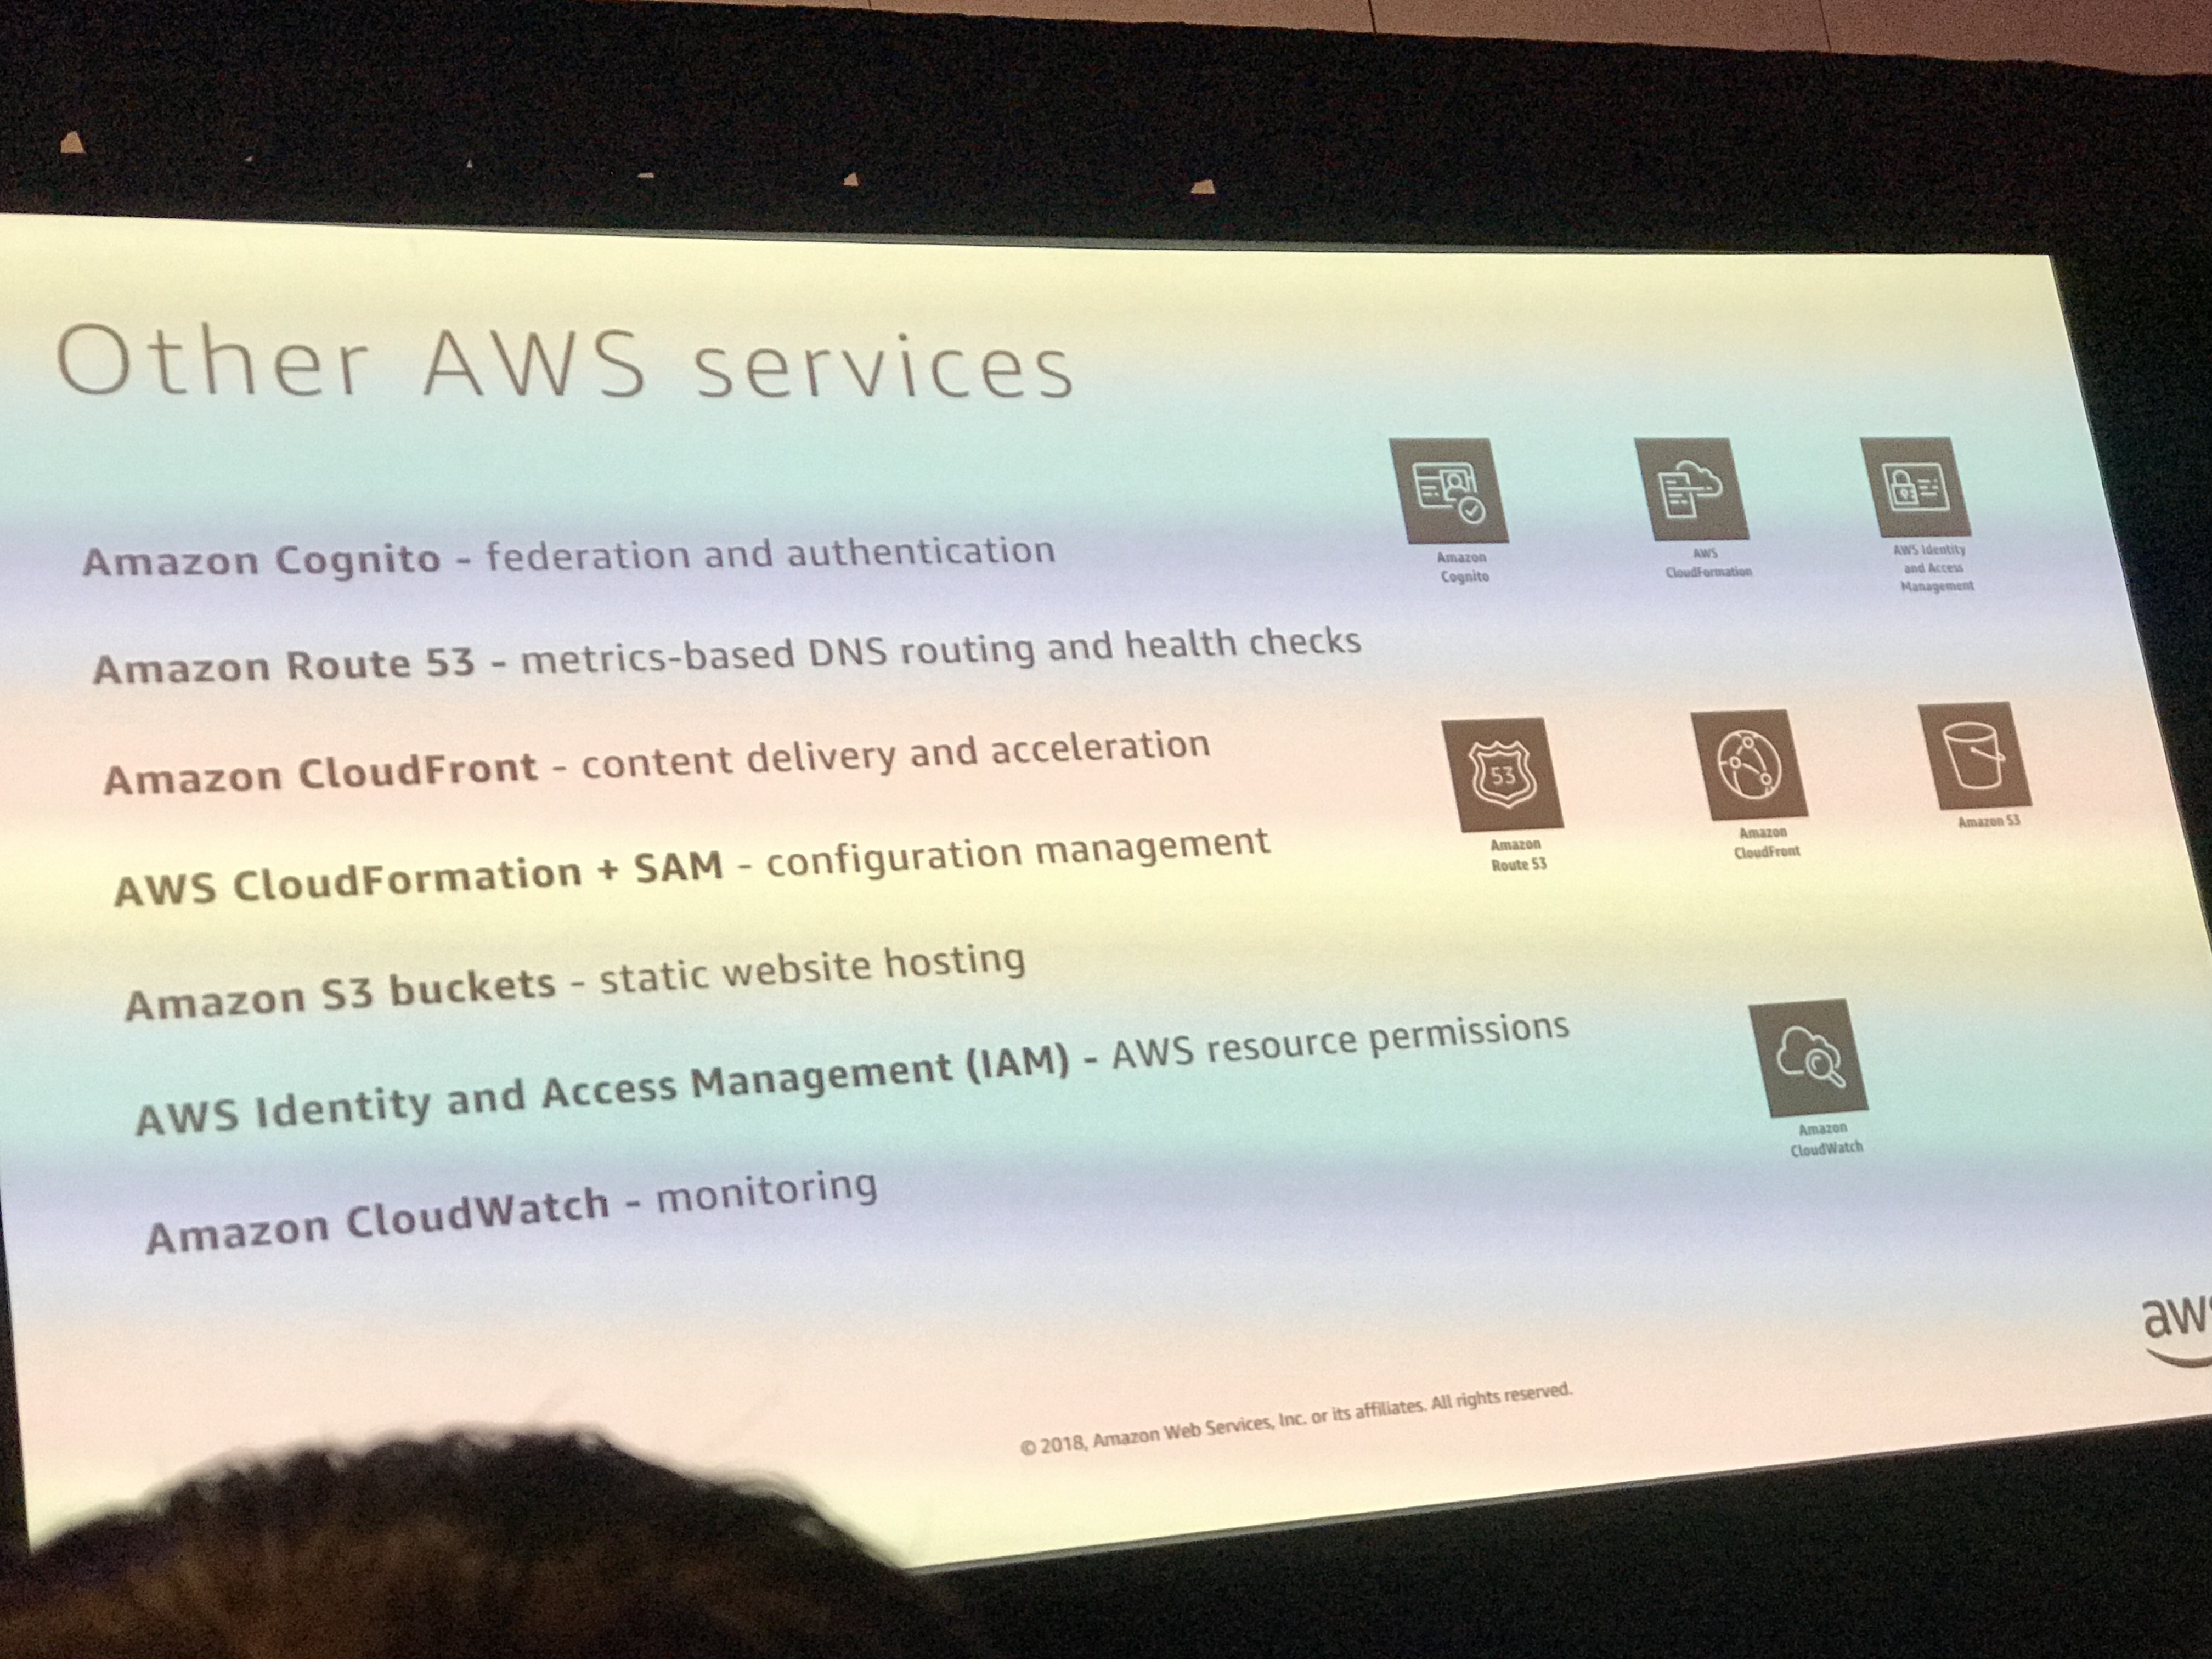 Other AWS services
Amazon Cognito - federation and authentication
Amazon Route 53 - metrics-based DNS routing and health checks
Amazon CloudFront - content delivery and acceleration
AWS CloudFormation + SAM - configuration management
Amazon S3 buckets - static website hosting
AWS Identity and Access Management (IAM) - AWS resource permissions
Amazon CloudWatch - monitoring
Amazon
Cognito
AWS
CloudFormation
AWS Identity
and Access
Management
53
Amazon
Route 53
Amazon
CloudFront
Amazon S3
Amazon
CloudWatch
© 2018, Amazon Web Services, Inc. or its affiliates. All rights reserved.
aws